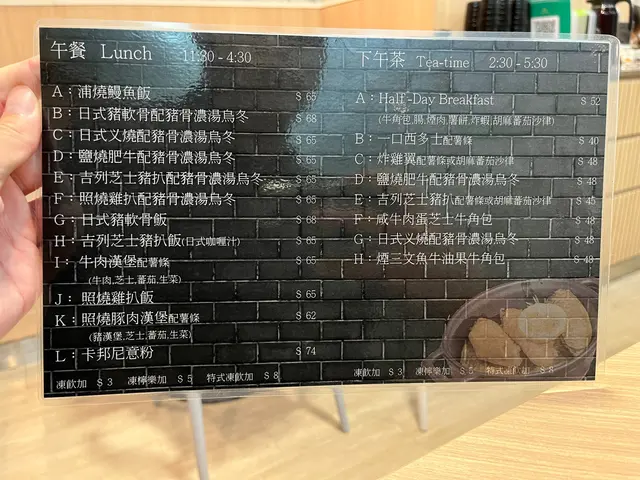 午餐 Lunch 11:30 - 4:30
A：浦燒鰻魚飯 $ 65
B：日式豬軟骨配豬骨濃湯烏冬 $ 68
C：日式义燒配豬骨濃湯烏冬 $ 65
D：鹽燒肥牛配豬骨濃湯烏冬 $ 65
E：吉列芝士豬扒配豬骨濃湯烏冬 $ 65
F：照燒雞扒配豬骨濃湯烏冬 $ 65
G：日式豬軟骨飯 $ 68
H：吉列芝士豬扒飯(日式咖喱汁) $ 65
I：牛肉漢堡配薯條 $ 65
(牛肉,芝士,蕃茄,生菜)
J：照燒雞扒飯 $ 65
K：照燒豚肉漢堡配薯條 $ 62
(豬漢堡,芝士,蕃茄,生菜)
L：卡邦尼意粉 $ 74
凍飲加 $ 3 凍檸樂加 $ 5 特式凍飲加 $ 8
下午茶 Tea-time 2:30 - 5:30
A：Half -Day Breakfast $ 52
(牛角包,腸,煙肉,薯餅,炸蝦,胡麻蕃茄沙律)
B：一口西多士配薯條 $ 40
C：炸雞翼配薯條或胡麻蕃茄沙律 $ 48
D：鹽燒肥牛配豬骨濃湯烏冬 $ 48
E：吉列芝士豬扒配薯條或胡麻蕃茄沙律 $ 45
F：咸牛肉蛋芝士牛角包 $ 48
G：日式义燒配豬骨濃湯烏冬 $ 48
H：煙三文魚牛油果牛角包 $ 48
凍飲加 $ 3 凍檸樂加 $ 5 特式凍飲加 $ 8